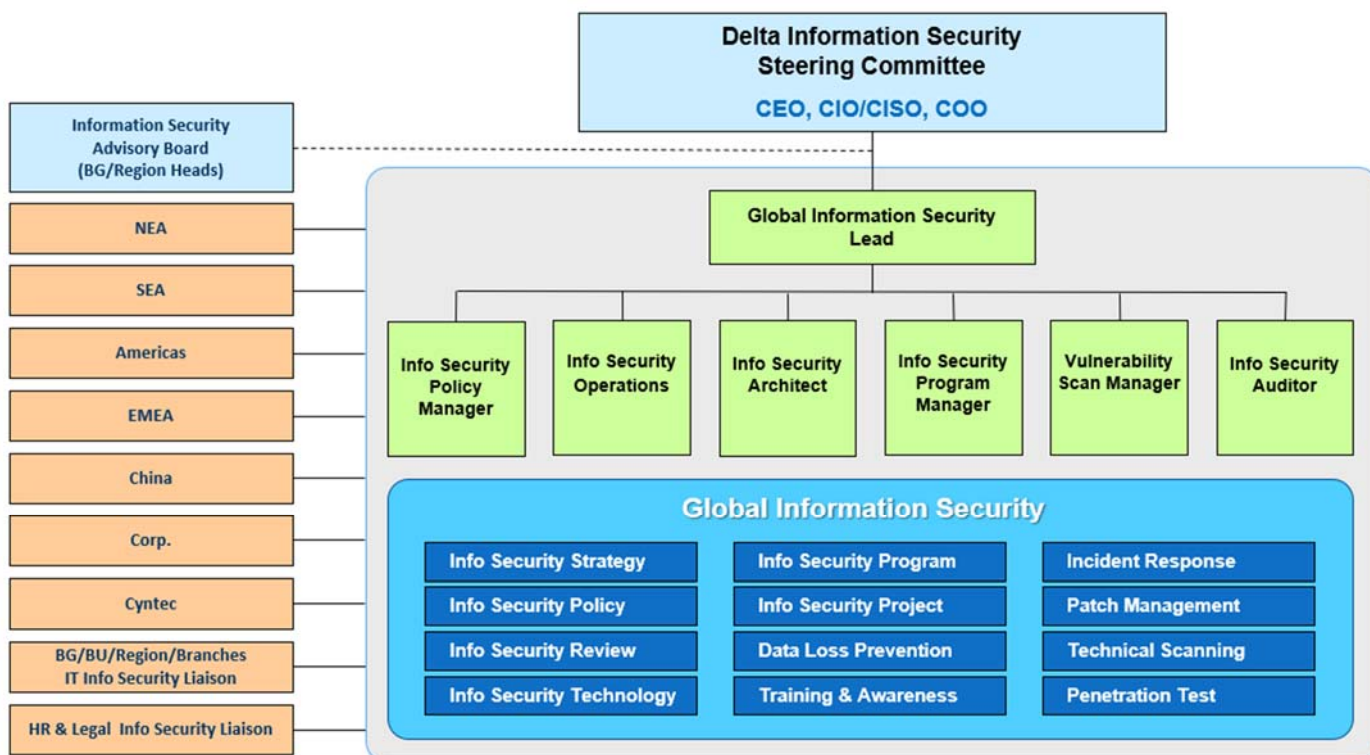 Delta Information Security
Steering Committee
CEO, CIO/CISO, COO
Information Security
Advisory Board
(BG/Region Heads)
NEA
SEA
Americas
EMEA
China
Corp.
Cyntec
BG/BU/Region/Branches
IT Info Security Liaison
HR & Legal Info Security Liaison
Global Information Security
Lead
Info Security
Policy
Manager
Info Security
Operations
Info Security
Architect
Info Security
Program
Manager
Vulnerability
Scan Manager
Info Security
Auditor
Global Information Security
Info Security Strategy
Info Security Policy
Info Security Review
Info Security Technology
Info Security Program
Info Security Project
Data Loss Prevention
Training & Awareness
Incident Response
Patch Management
Technical Scanning
Penetration Test